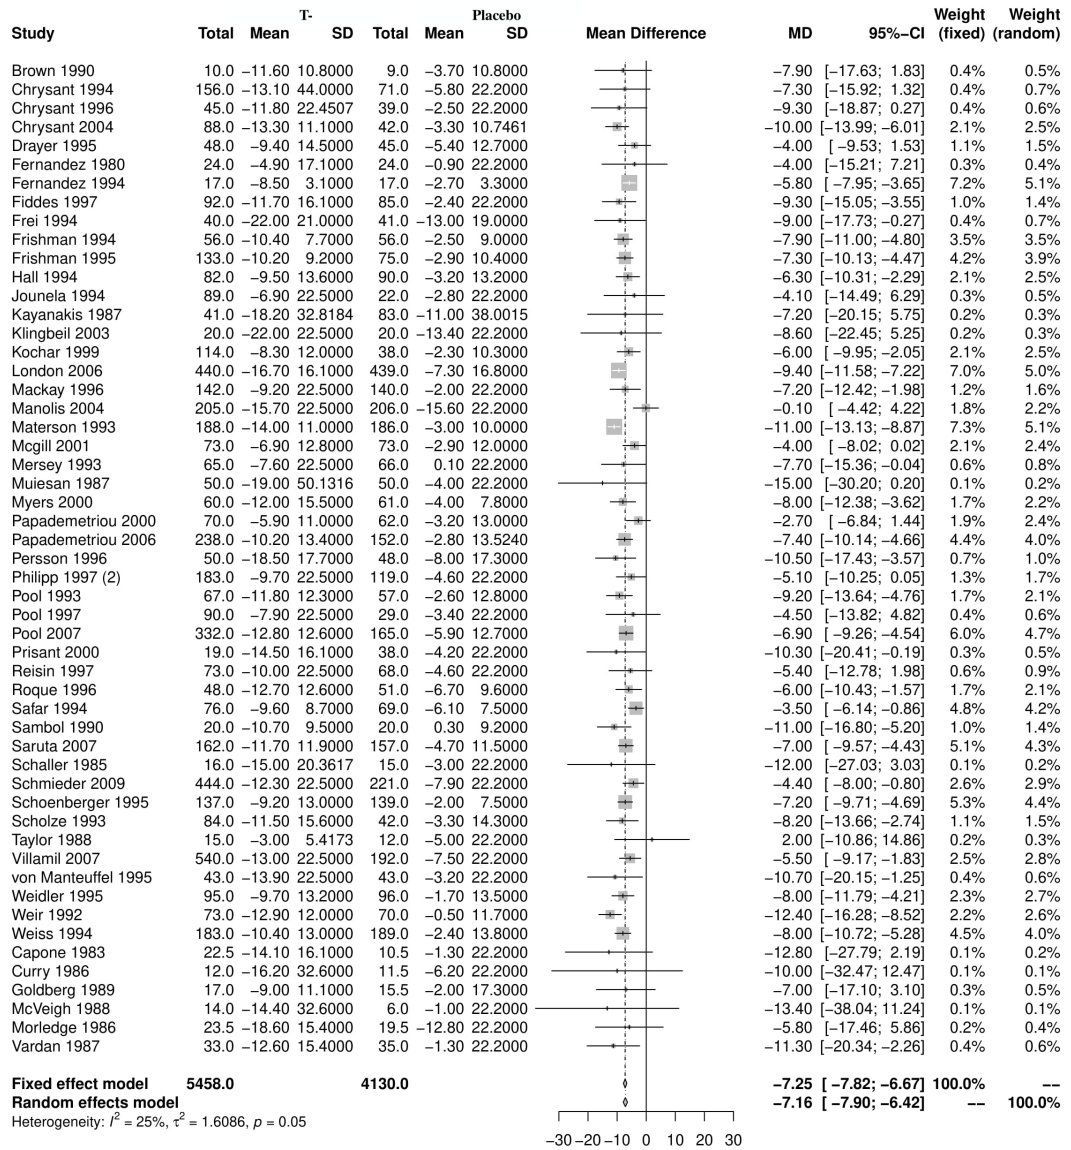 T- Placebo Weight Weight
Study Total Mean SD Total Mean SD Mean Difference MD 95%−CI (fixed) (random)
Brown 1990 10.0 −11.60 10.8000 9.0 −3.70 10.8000 −7.90 [−17.63; 1.83] 0.4% 0.5%
Chrysant 1994 156.0 −13.10 44.0000 71.0 −5.80 22.2000 −7.30 [−15.92; 1.32] 0.4% 0.7%
Chrysant 1996 45.0 −11.80 22.4507 39.0 −2.50 22.2000 −9.30 [−18.87; 0.27] 0.4% 0.6%
Chrysant 2004 88.0 −13.30 11.1000 42.0 −3.30 10.7461 −10.00 [−13.99; −6.01] 2.1% 2.5%
Drayer 1995 48.0 −9.40 14.5000 45.0 −5.40 12.7000 −4.00 [ −9.53; 1.53] 1.1% 1.5%
Fernandez 1980 24.0 −4.90 17.1000 24.0 −0.90 22.2000 −4.00 [−15.21; 7.21] 0.3% 0.4%
Fernandez 1994 17.0 −8.50 3.1000 17.0 −2.70 3.3000 −5.80 [ −7.95; −3.65] 7.2% 5.1%
Fiddes 1997 92.0 −11.70 16.1000 85.0 −2.40 22.2000 −9.30 [−15.05; −3.55] 1.0% 1.4%
Frei 1994 40.0 −22.00 21.0000 41.0 −13.00 19.0000 −9.00 [−17.73; −0.27] 0.4% 0.7%
Frishman 1994 56.0 −10.40 7.7000 56.0 −2.50 9.0000 −7.90 [−11.00; −4.80] 3.5% 3.5%
Frishman 1995 133.0 −10.20 9.2000 75.0 −2.90 10.4000 −7.30 [−10.13; −4.47] 4.2% 3.9%
Hall 1994 82.0 −9.50 13.6000 90.0 −3.20 13.2000 −6.30 [−10.31; −2.29] 2.1% 2.5%
Jounela 1994 89.0 −6.90 22.5000 22.0 −2.80 22.2000 −4.10 [−14.49; 6.29] 0.3% 0.5%
Kayanakis 1987 41.0 −18.20 32.8184 83.0 −11.00 38.0015 −7.20 [−20.15; 5.75] 0.2% 0.3%
Klingbeil 2003 20.0 −22.00 22.5000 20.0 −13.40 22.2000 −8.60 [−22.45; 5.25] 0.2% 0.3%
Kochar 1999 114.0 −8.30 12.0000 38.0 −2.30 10.3000 −6.00 [ −9.95; −2.05] 2.1% 2.5%
London 2006 440.0 −16.70 16.1000 439.0 −7.30 16.8000 −9.40 [−11.58; −7.22] 7.0% 5.0%
Mackay 1996 142.0 −9.20 22.5000 140.0 −2.00 22.2000 −7.20 [−12.42; −1.98] 1.2% 1.6%
Manolis 2004 205.0 −15.70 22.5000 206.0 −15.60 22.2000 −0.10 [ −4.42; 4.22] 1.8% 2.2%
Materson 1993 188.0 −14.00 11.0000 186.0 −3.00 10.0000 −11.00 [−13.13; −8.87] 7.3% 5.1%
Mcgill 2001 73.0 −6.90 12.8000 73.0 −2.90 12.0000 −4.00 [ −8.02; 0.02] 2.1% 2.4%
Mersey 1993 65.0 −7.60 22.5000 66.0 0.10 22.2000 −7.70 [−15.36; −0.04] 0.6% 0.8%
Muiesan 1987 50.0 −19.00 50.1316 50.0 −4.00 22.2000 −15.00 [−30.20; 0.20] 0.1% 0.2%
Myers 2000 60.0 −12.00 15.5000 61.0 −4.00 7.8000 −8.00 [−12.38; −3.62] 1.7% 2.2%
Papademetriou 2000 70.0 −5.90 11.0000 62.0 −3.20 13.0000 −2.70 [ −6.84; 1.44] 1.9% 2.4%
Papademetriou 2006 238.0 −10.20 13.4000 152.0 −2.80 13.5240 −7.40 [−10.14; −4.66] 4.4% 4.0%
Persson 1996 50.0 −18.50 17.7000 48.0 −8.00 17.3000 −10.50 [−17.43; −3.57] 0.7% 1.0%
Philipp 1997 (2) 183.0 −9.70 22.5000 119.0 −4.60 22.2000 −5.10 [−10.25; 0.05] 1.3% 1.7%
Pool 1993 67.0 −11.80 12.3000 57.0 −2.60 12.8000 −9.20 [−13.64; −4.76] 1.7% 2.1%
Pool 1997 90.0 −7.90 22.5000 29.0 −3.40 22.2000 −4.50 [−13.82; 4.82] 0.4% 0.6%
Pool 2007 332.0 −12.80 12.6000 165.0 −5.90 12.7000 −6.90 [ −9.26; −4.54] 6.0% 4.7%
Prisant 2000 19.0 −14.50 16.1000 38.0 −4.20 22.2000 −10.30 [−20.41; −0.19] 0.3% 0.5%
Reisin 1997 73.0 −10.00 22.5000 68.0 −4.60 22.2000 −5.40 [−12.78; 1.98] 0.6% 0.9%
Roque 1996 48.0 −12.70 12.6000 51.0 −6.70 9.6000 −6.00 [−10.43; −1.57] 1.7% 2.1%
Safar 1994 76.0 −9.60 8.7000 69.0 −6.10 7.5000 −3.50 [ −6.14; −0.86] 4.8% 4.2%
Sambol 1990 20.0 −10.70 9.5000 20.0 0.30 9.2000 −11.00 [−16.80; −5.20] 1.0% 1.4%
Saruta 2007 162.0 −11.70 11.9000 157.0 −4.70 11.5000 −7.00 [ −9.57; −4.43] 5.1% 4.3%
Schaller 1985 16.0 −15.00 20.3617 15.0 −3.00 22.2000 −12.00 [−27.03; 3.03] 0.1% 0.2%
Schmieder 2009 444.0 −12.30 22.5000 221.0 −7.90 22.2000 −4.40 [ −8.00; −0.80] 2.6% 2.9%
Schoenberger 1995 137.0 −9.20 13.0000 139.0 −2.00 7.5000 −7.20 [ −9.71; −4.69] 5.3% 4.4%
Scholze 1993 84.0 −11.50 15.6000 42.0 −3.30 14.3000 −8.20 [−13.66; −2.74] 1.1% 1.5%
Taylor 1988 15.0 −3.00 5.4173 12.0 −5.00 22.2000 2.00 [−10.86; 14.86] 0.2% 0.3%
Villamil 2007 540.0 −13.00 22.5000 192.0 −7.50 22.2000 −5.50 [ −9.17; −1.83] 2.5% 2.8%
von Manteuffel 1995 43.0 −13.90 22.5000 43.0 −3.20 22.2000 −10.70 [−20.15; −1.25] 0.4% 0.6%
Weidler 1995 95.0 −9.70 13.2000 96.0 −1.70 13.5000 −8.00 [−11.79; −4.21] 2.3% 2.7%
Weir 1992 73.0 −12.90 12.0000 70.0 −0.50 11.7000 −12.40 [−16.28; −8.52] 2.2% 2.6%
Weiss 1994 183.0 −10.40 13.0000 189.0 −2.40 13.8000 −8.00 [−10.72; −5.28] 4.5% 4.0%
Capone 1983 22.5 −14.10 16.1000 10.5 −1.30 22.2000 −12.80 [−27.79; 2.19] 0.1% 0.2%
Curry 1986 12.0 −16.20 32.6000 11.5 −6.20 22.2000 −10.00 [−32.47; 12.47] 0.1% 0.1%
Goldberg 1989 17.0 −9.00 11.1000 15.5 −2.00 17.3000 −7.00 [−17.10; 3.10] 0.3% 0.5%
McVeigh 1988 14.0 −14.40 32.6000 6.0 −1.00 22.2000 −13.40 [−38.04; 11.24] 0.1% 0.1%
Morledge 1986 23.5 −18.60 15.4000 19.5 −12.80 22.2000 −5.80 [−17.46; 5.86] 0.2% 0.4%
Vardan 1987 33.0 −12.60 15.4000 35.0 −1.30 22.2000 −11.30 [−20.34; −2.26] 0.4% 0.6%
Fixed effect model 5458.0 4130.0 −7.25 [ −7.82; −6.67] 100.0% −−
Random effects model −7.16 [ −7.90; −6.42] −− 100.0%
Heterogeneity: I² = 25%, τ² = 1.6086, p = 0.05
−30 −20 −10 0 10 20 30